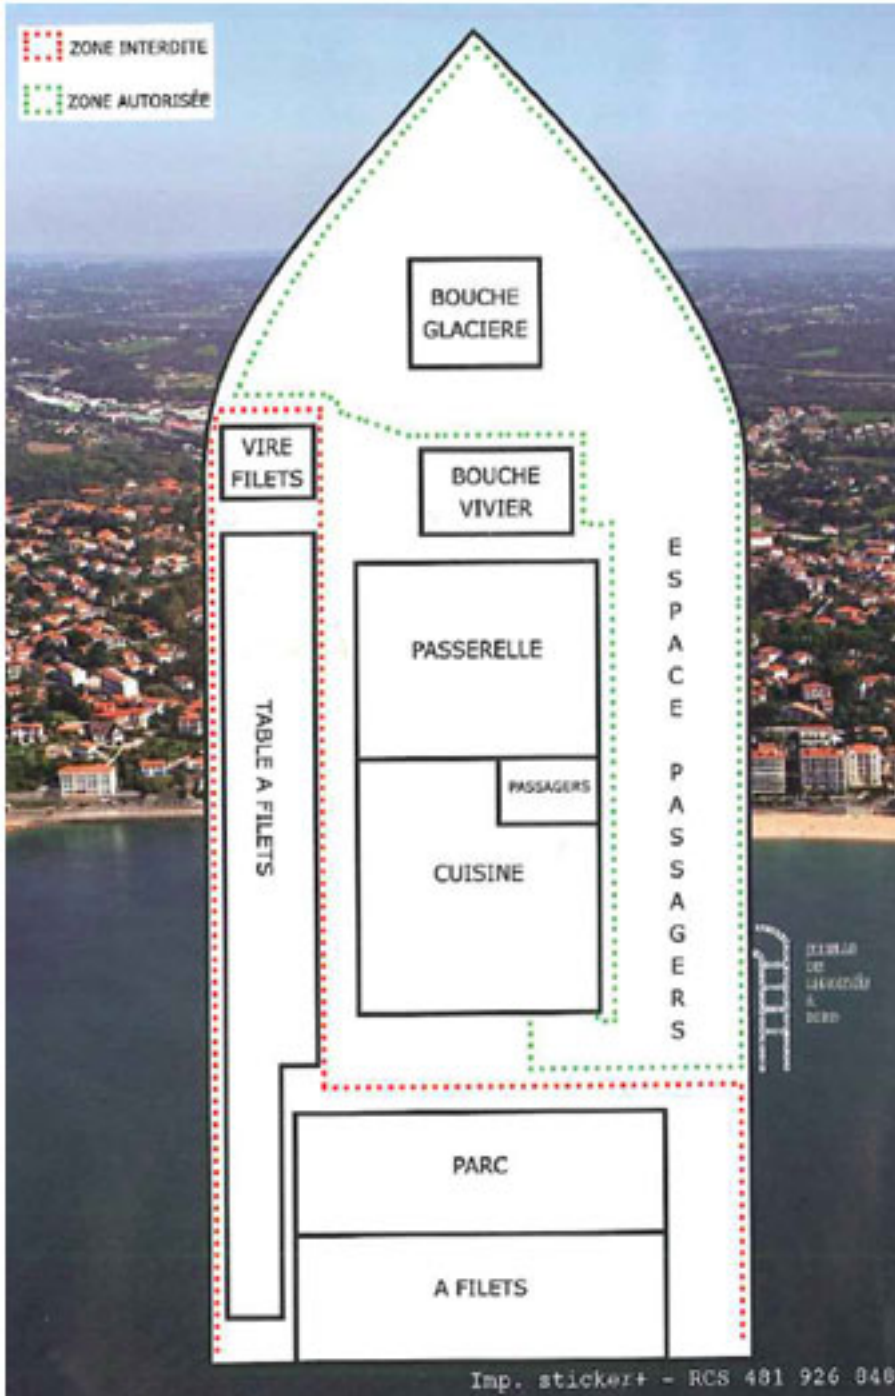 ZONE INTERDITE
ZONE AUTORISÉE
BOUCHE
GLACIERE
VIRE
FILETS
BOUCHE
VIVIER
PASSERELLE
PASSAGERS
CUISINE
TABLE A FILETS
ESPACE PASSAGERS
A
BORD
PARC
A FILETS
Imp. sticker+ - RCS 481 926 848